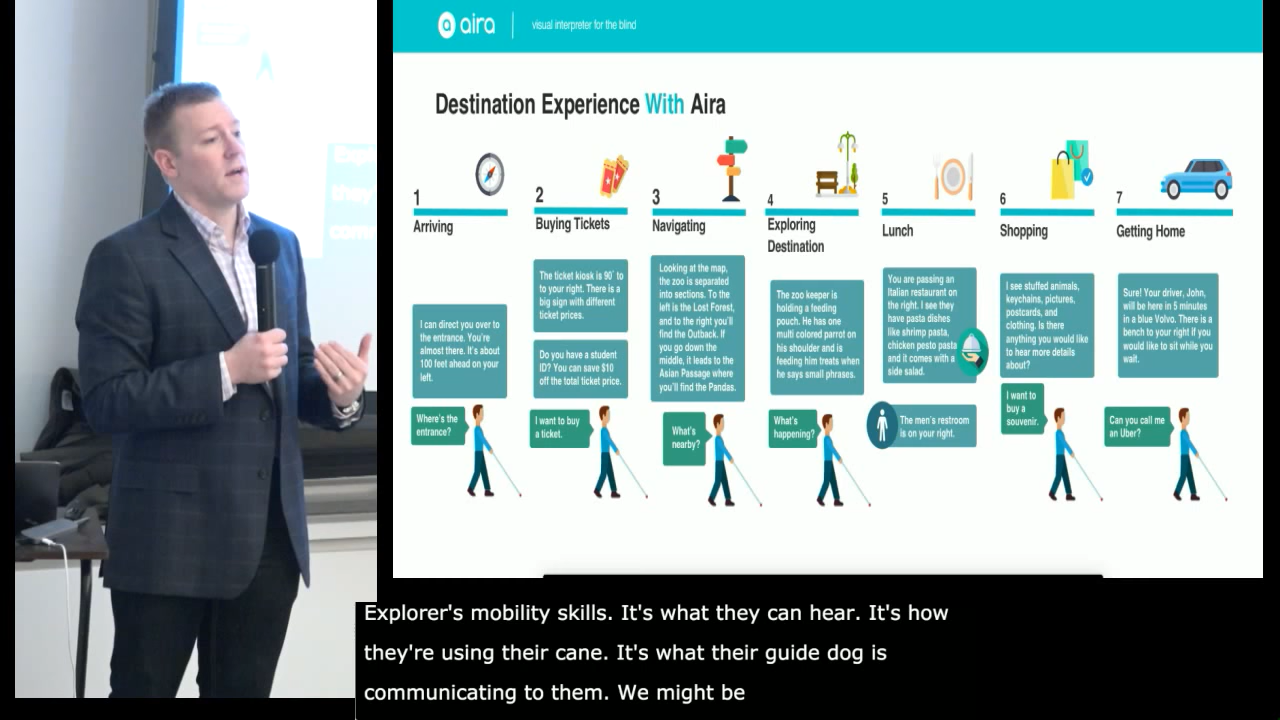 aira
visual interpreter for the blind
Destination Experience With Aira
1
Arriving
I can direct you over to
the entrance. You're
almost there. It's about
100 feet ahead on your
left.
Where's the
entrance?
2
Buying Tickets
The ticket kiosk is 90° to
to your right. There is a
big sign with different
ticket prices.
Do you have a student
ID? You can save $10
off the total ticket price.
I want to buy
a ticket.
3
Navigating
Looking at the map,
the zoo is separated
into sections. To the
left is the Lost Forest,
and to the right you'll
find the Outback. If
you go down the
middle, it leads to the
Asian Passage where
you'll find the Pandas.
What's
nearby?
4
Exploring
Destination
The zoo keeper is
holding a feeding
pouch. He has one
multi colored parrot on
his shoulder and is
feeding him treats when
he says small phrases.
What's
happening?
5
Lunch
You are passing an
Italian restaurant on
the right. I see they
have pasta dishes
like shrimp pasta,
chicken pesto pasta
and it comes with a
side salad.
The men's restroom
is on your right.
6
Shopping
I see stuffed animals,
keychains, pictures,
postcards, and
clothing. Is there
anything you would like
to hear more details
about?
I want to
buy a
souvenir.
7
Getting Home
Sure! Your driver, John,
will be here in 5 minutes
in a blue Volvo. There is a
bench to your right if you
would like to sit while you
wait.
Can you call me
an Uber?
Explorer's mobility skills. It's what they can hear. It's how
they're using their cane. It's what their guide dog is
communicating to them. We might be